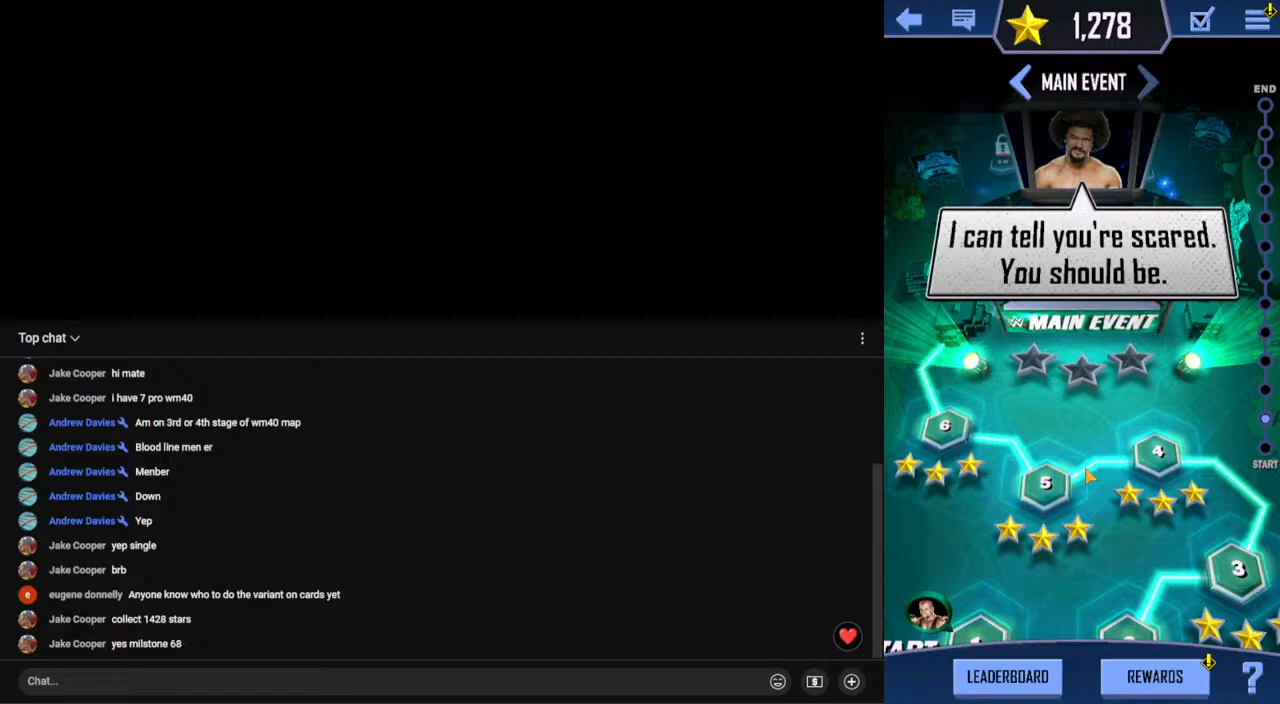 1,278
MAIN EVENT
END
I can tell you're scared.
You should be.
MAIN EVENT
Top chat
Jake Cooper hi mate
Jake Cooper i have 7 pro wm40
Andrew Davies Am on 3rd or 4th stage of wm40 map
Andrew Davies Blood line men er
Andrew Davies Menber
Andrew Davies Down
Andrew Davies Yep
Jake Cooper yep single
Jake Cooper brb
e eugene donnelly Anyone know who to do the variant on cards yet
Jake Cooper collect 1428 stars
Jake Cooper yes milstone 68
Chat...
6
5
4
START
3
START
LEADERBOARD
REWARDS
?